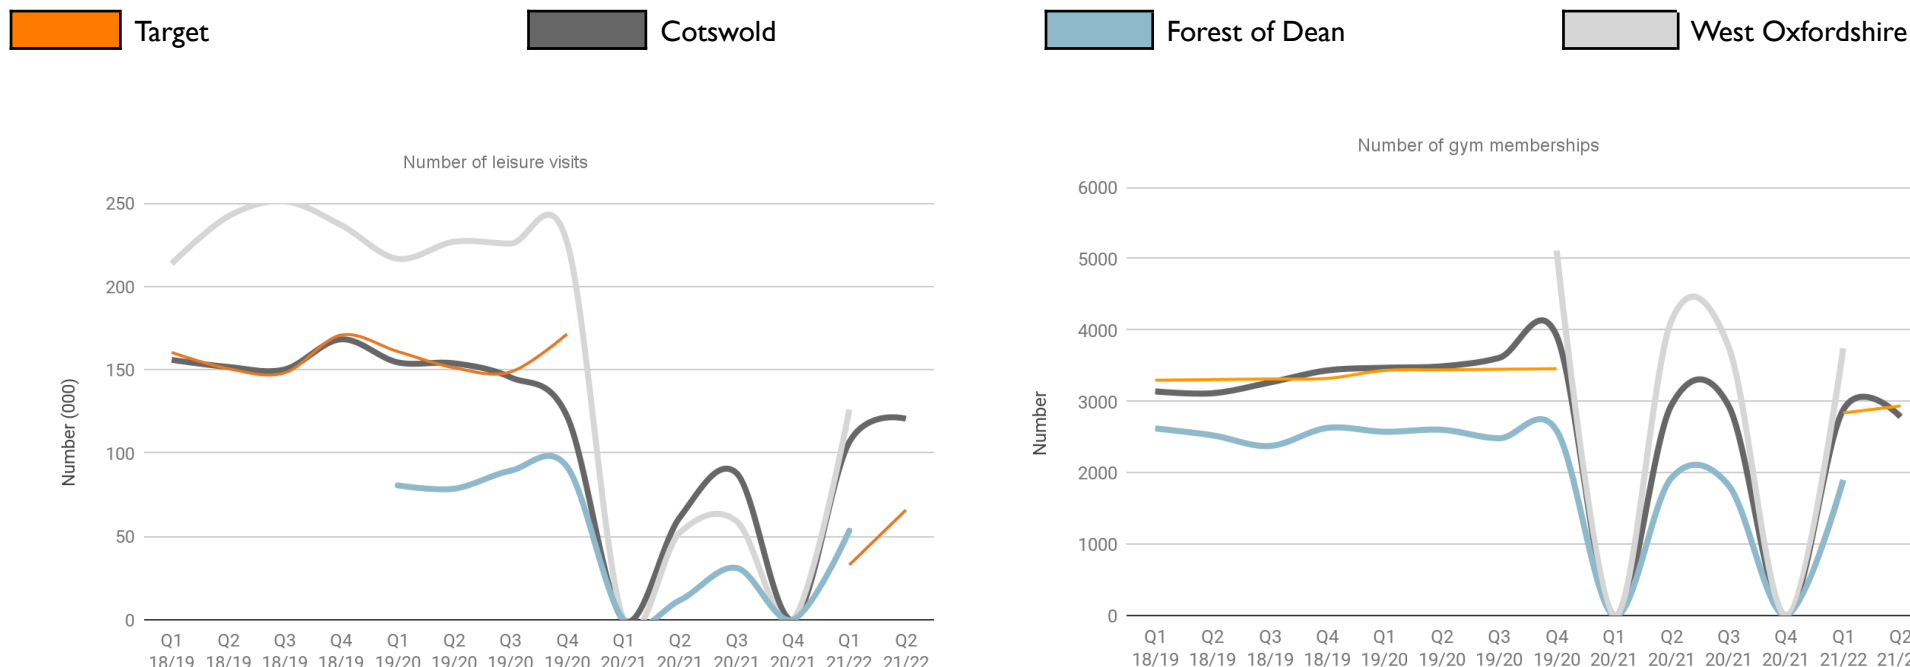 Target
Cotswold
Forest of Dean
West Oxfordshire
Number of leisure visits
250
200
150
100
50
0
Number (000)
Q1 Q2 Q3 Q4 Q1 Q2 Q3 Q4 Q1 Q2 Q3 Q4 Q1 Q2
18/19 18/19 18/19 18/19 19/20 19/20 19/20 19/20 20/21 20/21 20/21 20/21 21/22 21/22
Number of gym memberships
6000
5000
4000
3000
2000
1000
0
Number
Q1 Q2 Q3 Q4 Q1 Q2 Q3 Q4 Q1 Q2 Q3 Q4 Q1 Q2
18/19 18/19 18/19 18/19 19/20 19/20 19/20 19/20 20/21 20/21 20/21 20/21 21/22 21/2